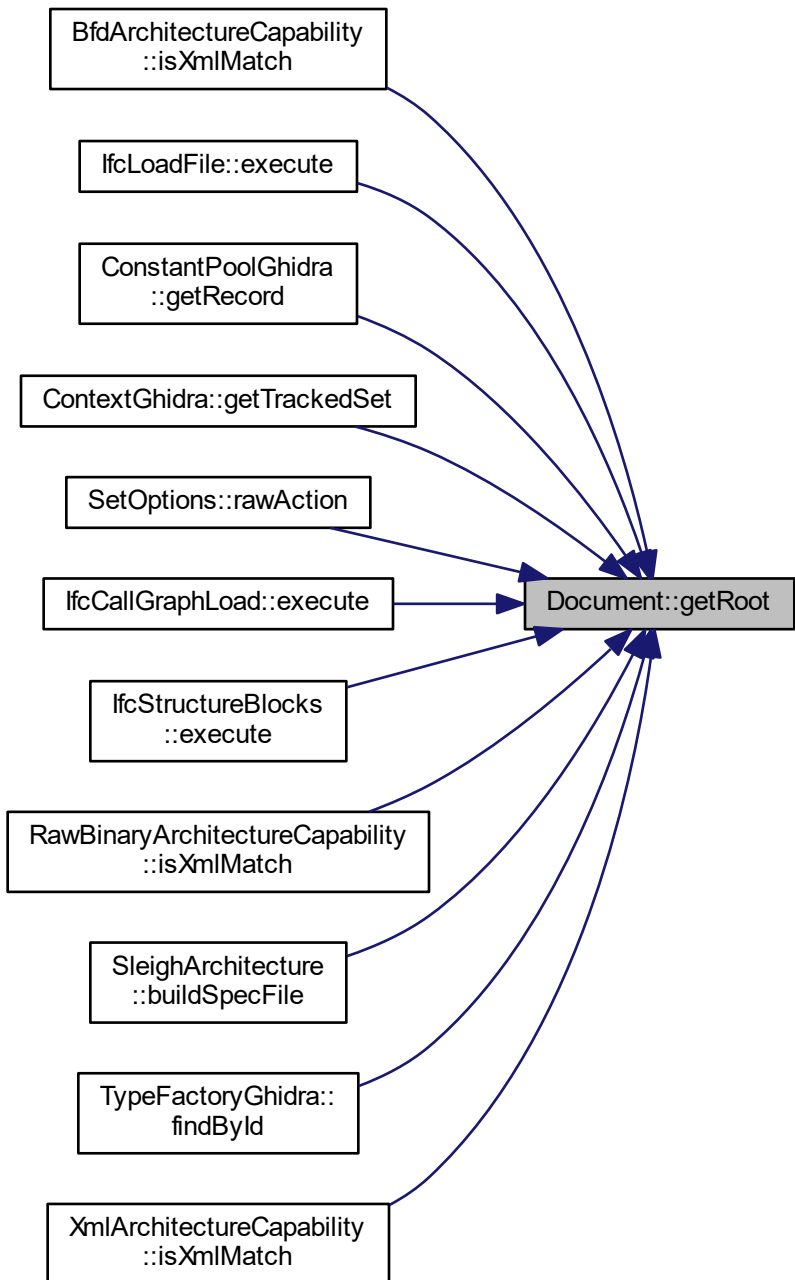 BfdArchitectureCapability
::isXmlMatch
IfcLoadFile::execute
ConstantPoolGhidra
::getRecord
ContextGhidra::getTrackedSet
SetOptions::rawAction
IfcCallGraphLoad::execute
Document::getRoot
IfcStructureBlocks
::execute
RawBinaryArchitectureCapability
::isXmlMatch
SleighArchitecture
::buildSpecFile
TypeFactoryGhidra::
findById
XmlArchitectureCapability
::isXmlMatch